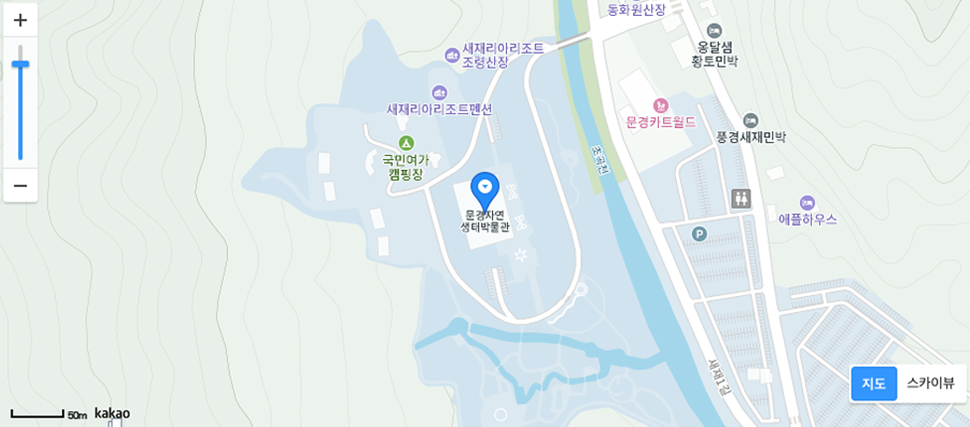 +
동화원산장
새재리아리조트
조령산장
옹달샘
황토민박
새재리아리조트펜션
문경카트월드
풍경새재민박
국민여가
캠핑장
조곡천
문경자연
생태박물관
애플하우스
P
−
새재1길
지도
스카이뷰
50m
kakao